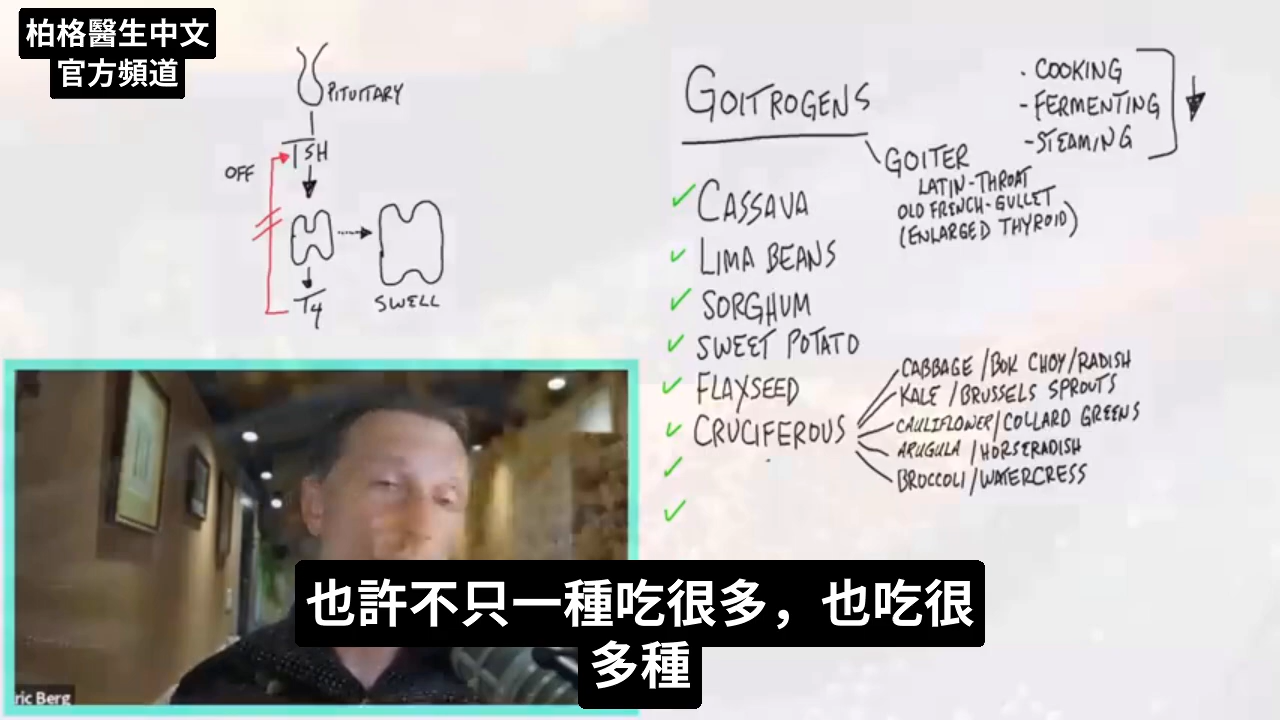 柏格醫生中文
官方頻道
PITUITARY
TSH
OFF
T4
SWELL
GOITROGENS
GOITER
LATIN-THROAT
OLD FRENCH-GULLET
(ENLARGED THYROID)
• COOKING
- FERMENTING
- STEAMING
CASSAVA
LIMA BEANS
SORGHUM
SWEET POTATO
FLAXSEED
CRUCIFEROUS
CABBAGE / BOK CHOY / RADISH
KALE / BRUSSELS SPROUTS
CAULIFLOWER / COLLARD GREENS
ARUGULA / HORSERADISH
BROCCOLI / WATERCRESS
ric Berg
也許不只一種吃很多，也吃很
多種